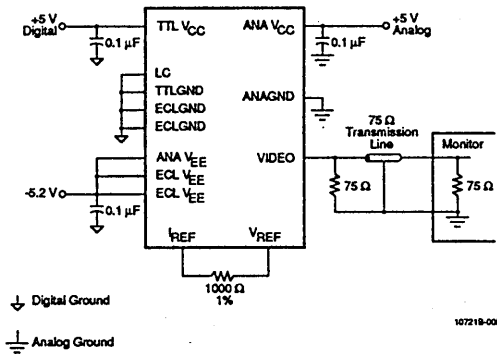 +5 V
Digital
0.1 µF
TTL VCC
ANA VCC
+5 V
Analog
0.1 µF
LC
TTLGND
ECLGND
ECLGND
ANAGND
75 Ω
Transmission
Line
Monitor
ANA VEE
ECL VEE
ECL VEE
VIDEO
-5.2 V
0.1 µF
75 Ω
75 Ω
IREF
VREF
1000 Ω
1%
Digital Ground
Analog Ground